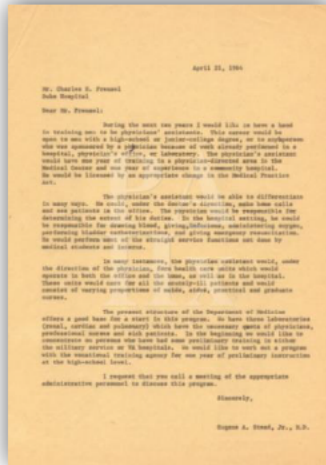 April 21, 1964
Mr. Charles D. Frenzel
Duke Hospital
Dear Mr. Frenzel:
During the next ten years I would like to have a hand
in training men to be physicians' assistants. This career would be
open to men with a high-school or junior-college degree, or to
who was sponsored by a physician because of work already performed in a
hospital, physician's office, or laboratory. The physician's assistant
would have one year of training in a physician-directed area in the
Medical Center and one year of experience in a community hospital.
He would be licensed by an appropriate change in the Medical Practice
Act.
The physician's assistant would be able to differentiate
in many ways. He could, under the doctor's direction, make home calls
and see patients in the office. The physician would be responsible for
determining the extent of his duties. In the hospital setting, he would
be responsible for drawing blood, giving infusions, administering oxygen,
performing bladder catheterizations, and giving emergency resuscitation.
He would perform most of the straight service functions not done by
medical students and interns.
In many instances, the physician assistant would, under
the direction of the physician, form health care units which would
operate in both the office and the home, as well as in the hospital.
These units would care for all the acutely-ill patients and would
consist of varying proportions of aides, practical and graduate
nurses.
The present structure of the Department of Medicine
offers a good base for a start in this program. We have three laboratories
(renal, cardiac and pulmonary) which have the necessary of physicians,
professional nurses and sick patients. In the beginning we would like to
concentrate on persons who have had some preliminary training in either
the military service or VA hospitals. We would like to work out a program
with the vocational training agency for one year of preliminary instruction
at the high-school level.
I request that you call a meeting of the appropriate
administrative personnel to discuss this program.
Sincerely,
Eugene A. Stead, Jr., M.D.